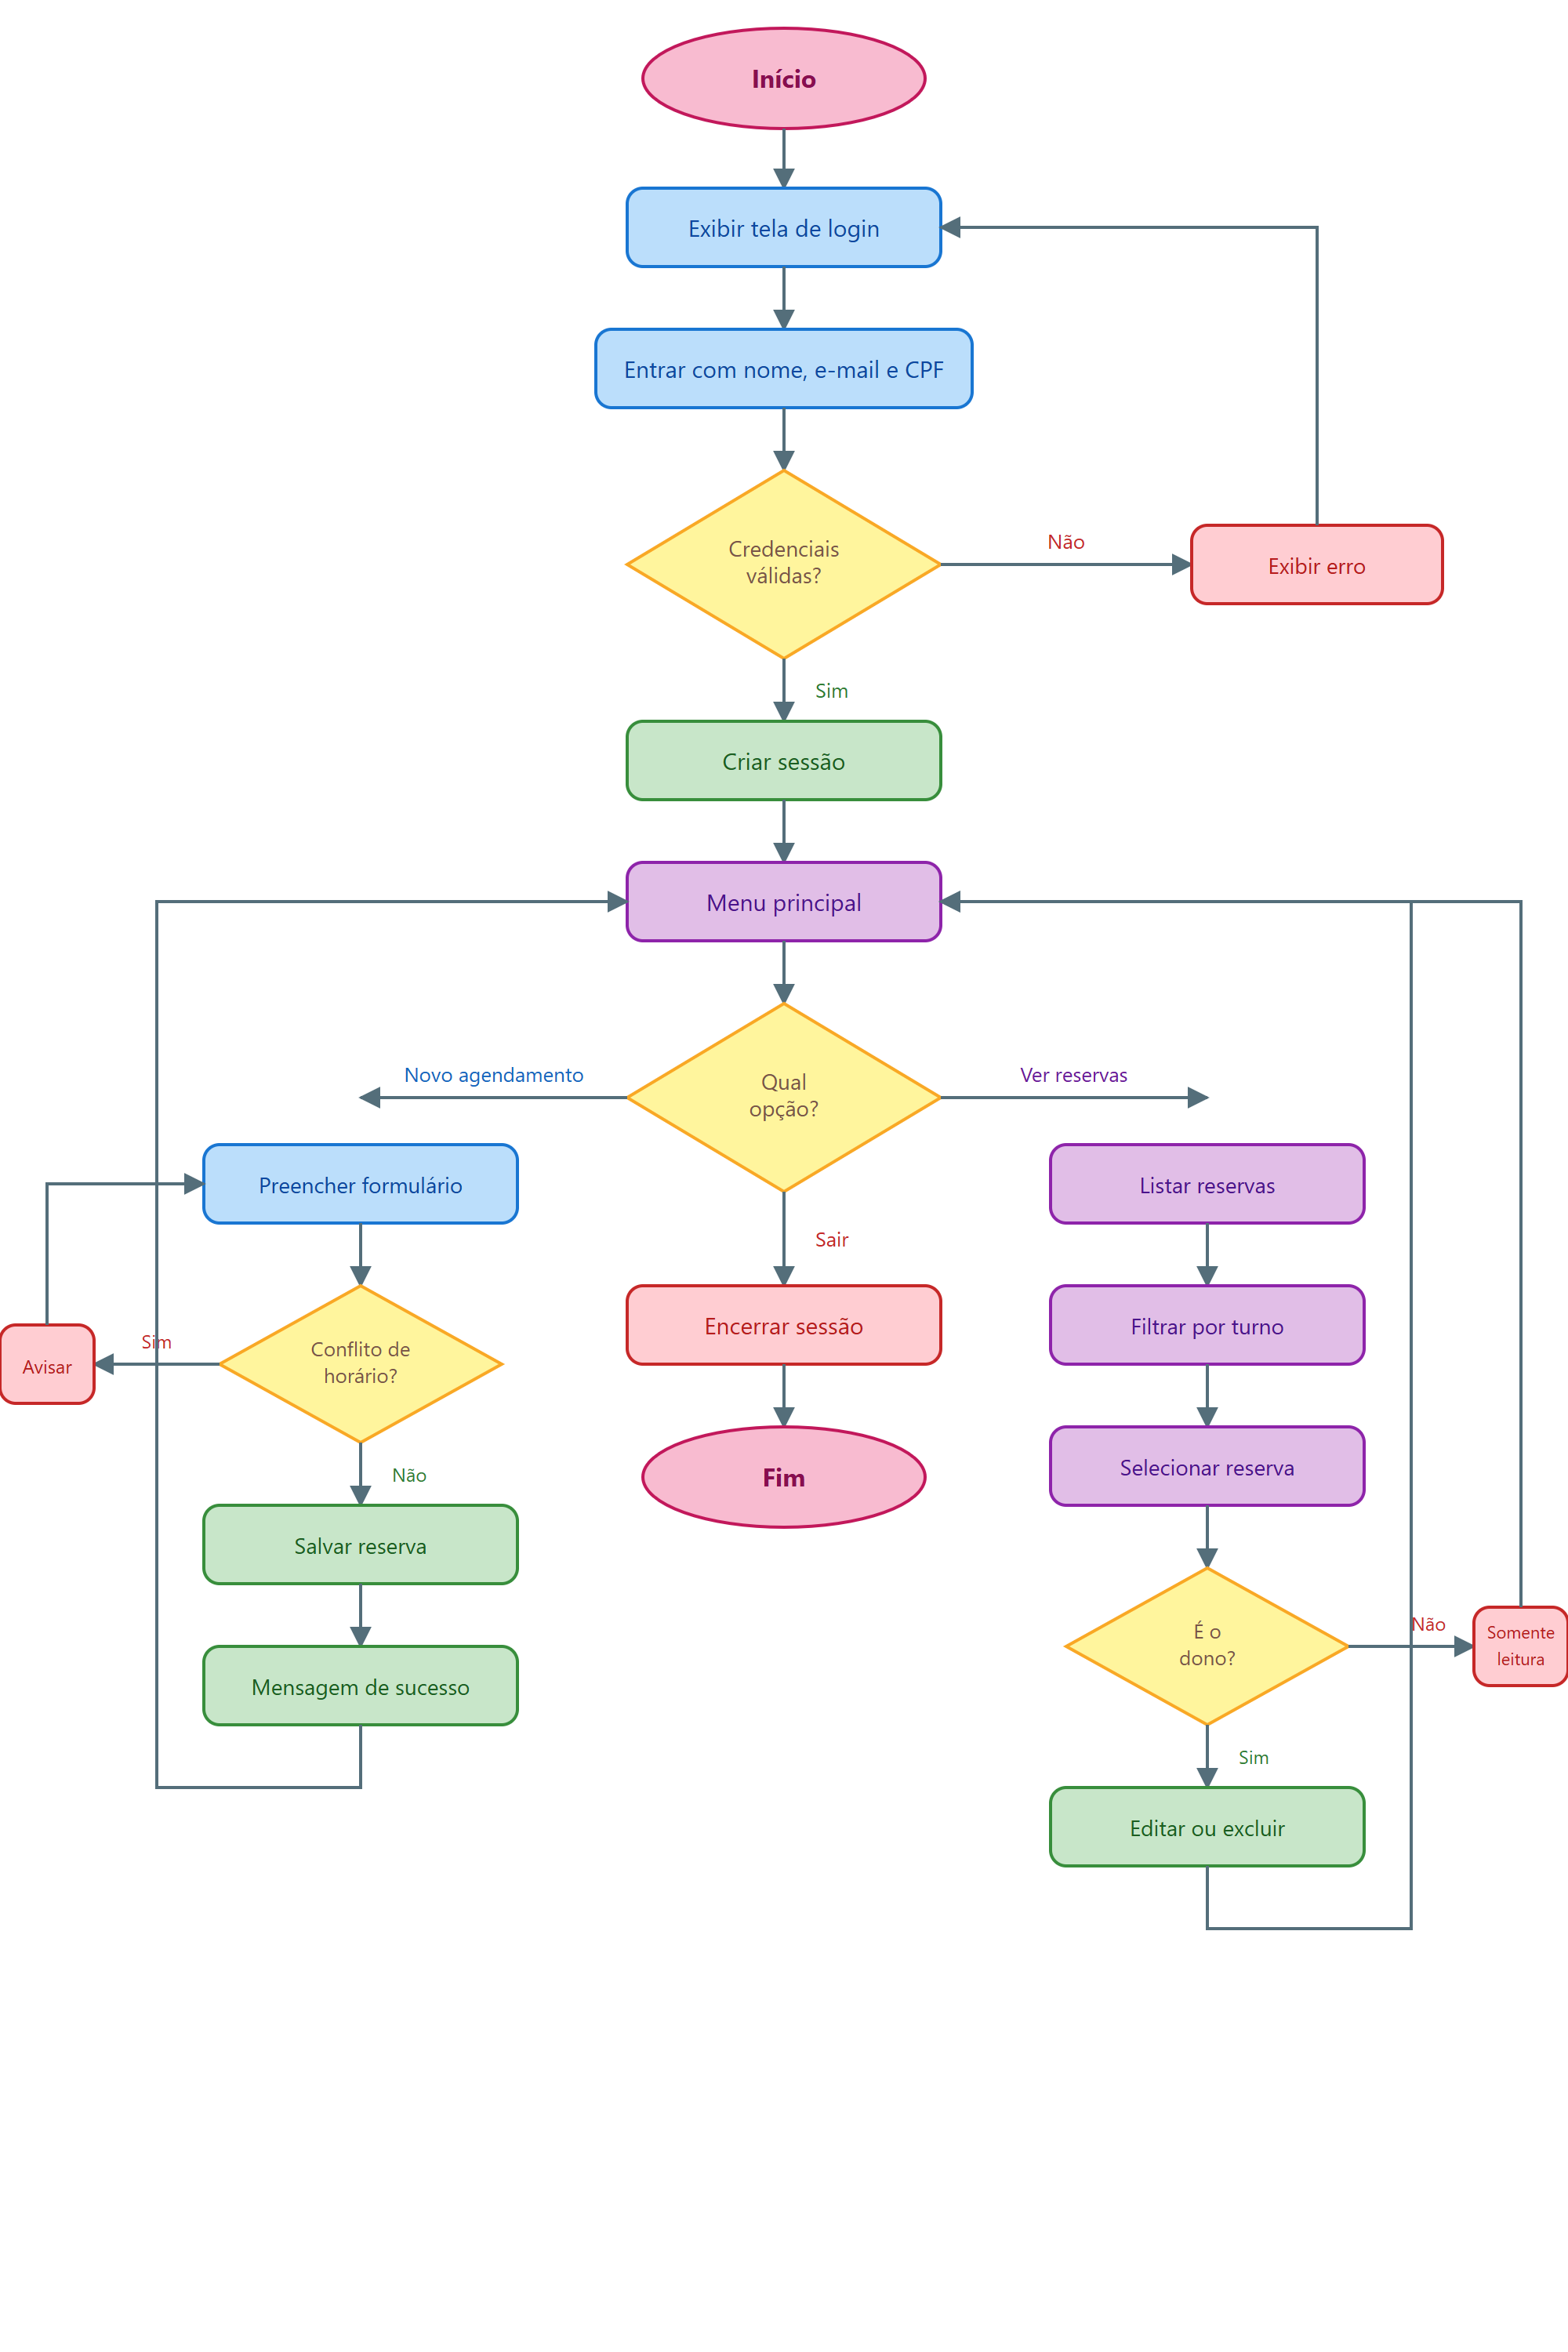 Início
Exibir tela de login
Entrar com nome, e-mail e CPF
Credenciais
válidas?
Não
Exibir erro
Sim
Criar sessão
Menu principal
Qual
opção?
Novo agendamento
Ver reservas
Sair
Preencher formulário
Conflito de
horário?
Sim
Avisar
Não
Salvar reserva
Mensagem de sucesso
Encerrar sessão
Fim
Listar reservas
Filtrar por turno
Selecionar reserva
É o
dono?
Não
Somente
leitura
Sim
Editar ou excluir